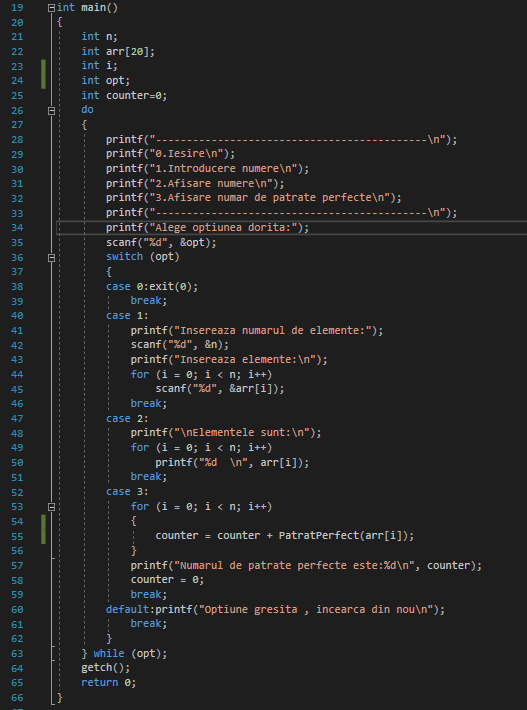 19 int main()
20 {
21 int n;
22 int arr[20];
23 int i;
24 int opt;
25 int counter=0;
26 do
27 {
28 printf("--------------------------------------------\n");
29 printf("0.Iesire\n");
30 printf("1.Introducere numere\n");
31 printf("2.Afisare numere\n");
32 printf("3.Afisare numar de patrate perfecte\n");
33 printf("--------------------------------------------\n");
34 printf("Alege optiunea dorita:");
35 scanf("%d", &opt);
36 switch (opt)
37 {
38 case 0:exit(0);
39 break;
40 case 1:
41 printf("Insereaza numarul de elemente:");
42 scanf("%d", &n);
43 printf("Insereaza elemente:\n");
44 for (i = 0; i < n; i++)
45 scanf("%d", &arr[i]);
46 break;
47 case 2:
48 printf("\nElementele sunt:\n");
49 for (i = 0; i < n; i++)
50 printf("%d  \n", arr[i]);
51 break;
52 case 3:
53 for (i = 0; i < n; i++)
54 {
55 counter = counter + PatratPerfect(arr[i]);
56 }
57 printf("Numarul de patrate perfecte este:%d\n", counter);
58 counter = 0;
59 break;
60 default:printf("Optiune gresita , incearca din nou\n");
61 break;
62 }
63 } while (opt);
64 getch();
65 return 0;
66 }